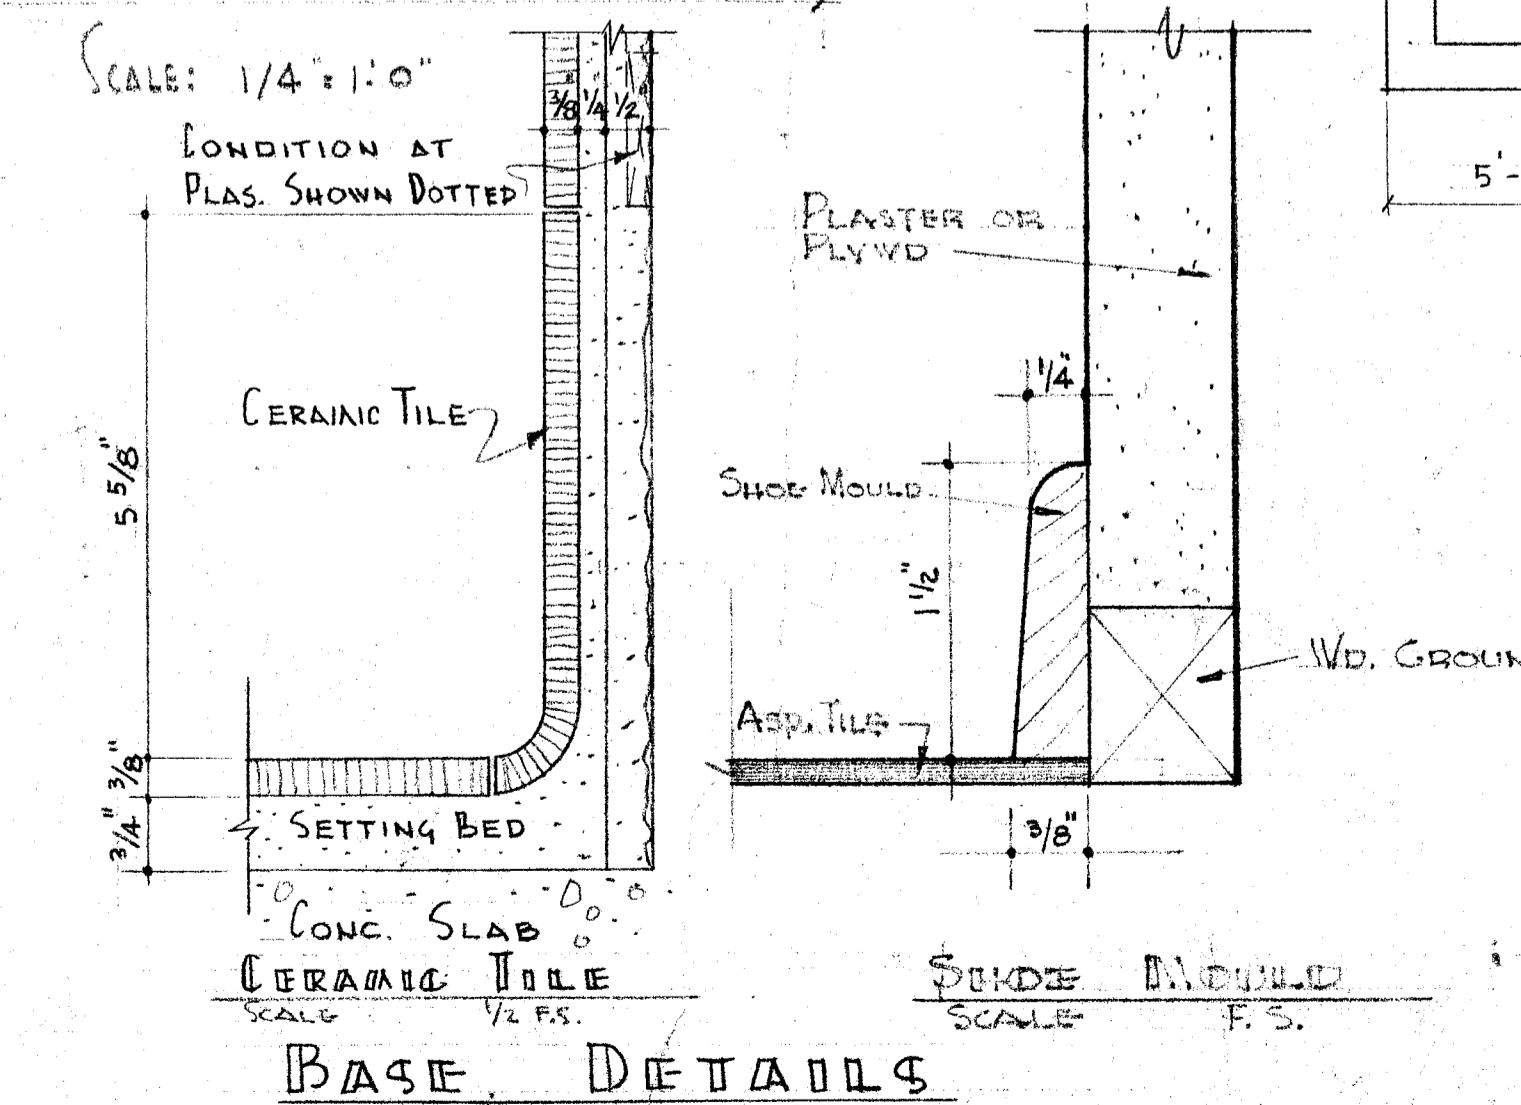 SCALE: 1/4" = 1'-0"
3/8 1/4 1/2
CONDITION AT
PLAS. SHOWN DOTTED
5'-
PLASTER OR
PLYWD
1/4"
CERAMIC TILE
5 5/8"
SHOE MOULD
1 1/2"
WD. GROUN
ASP. TILE
3/8"
3/4"
SETTING BED
3/8"
CONC. SLAB
CERAMIC TILE
SCALE 1/2 F.S.
SHOE MOULD
SCALE F.S.
BASE DETAILS